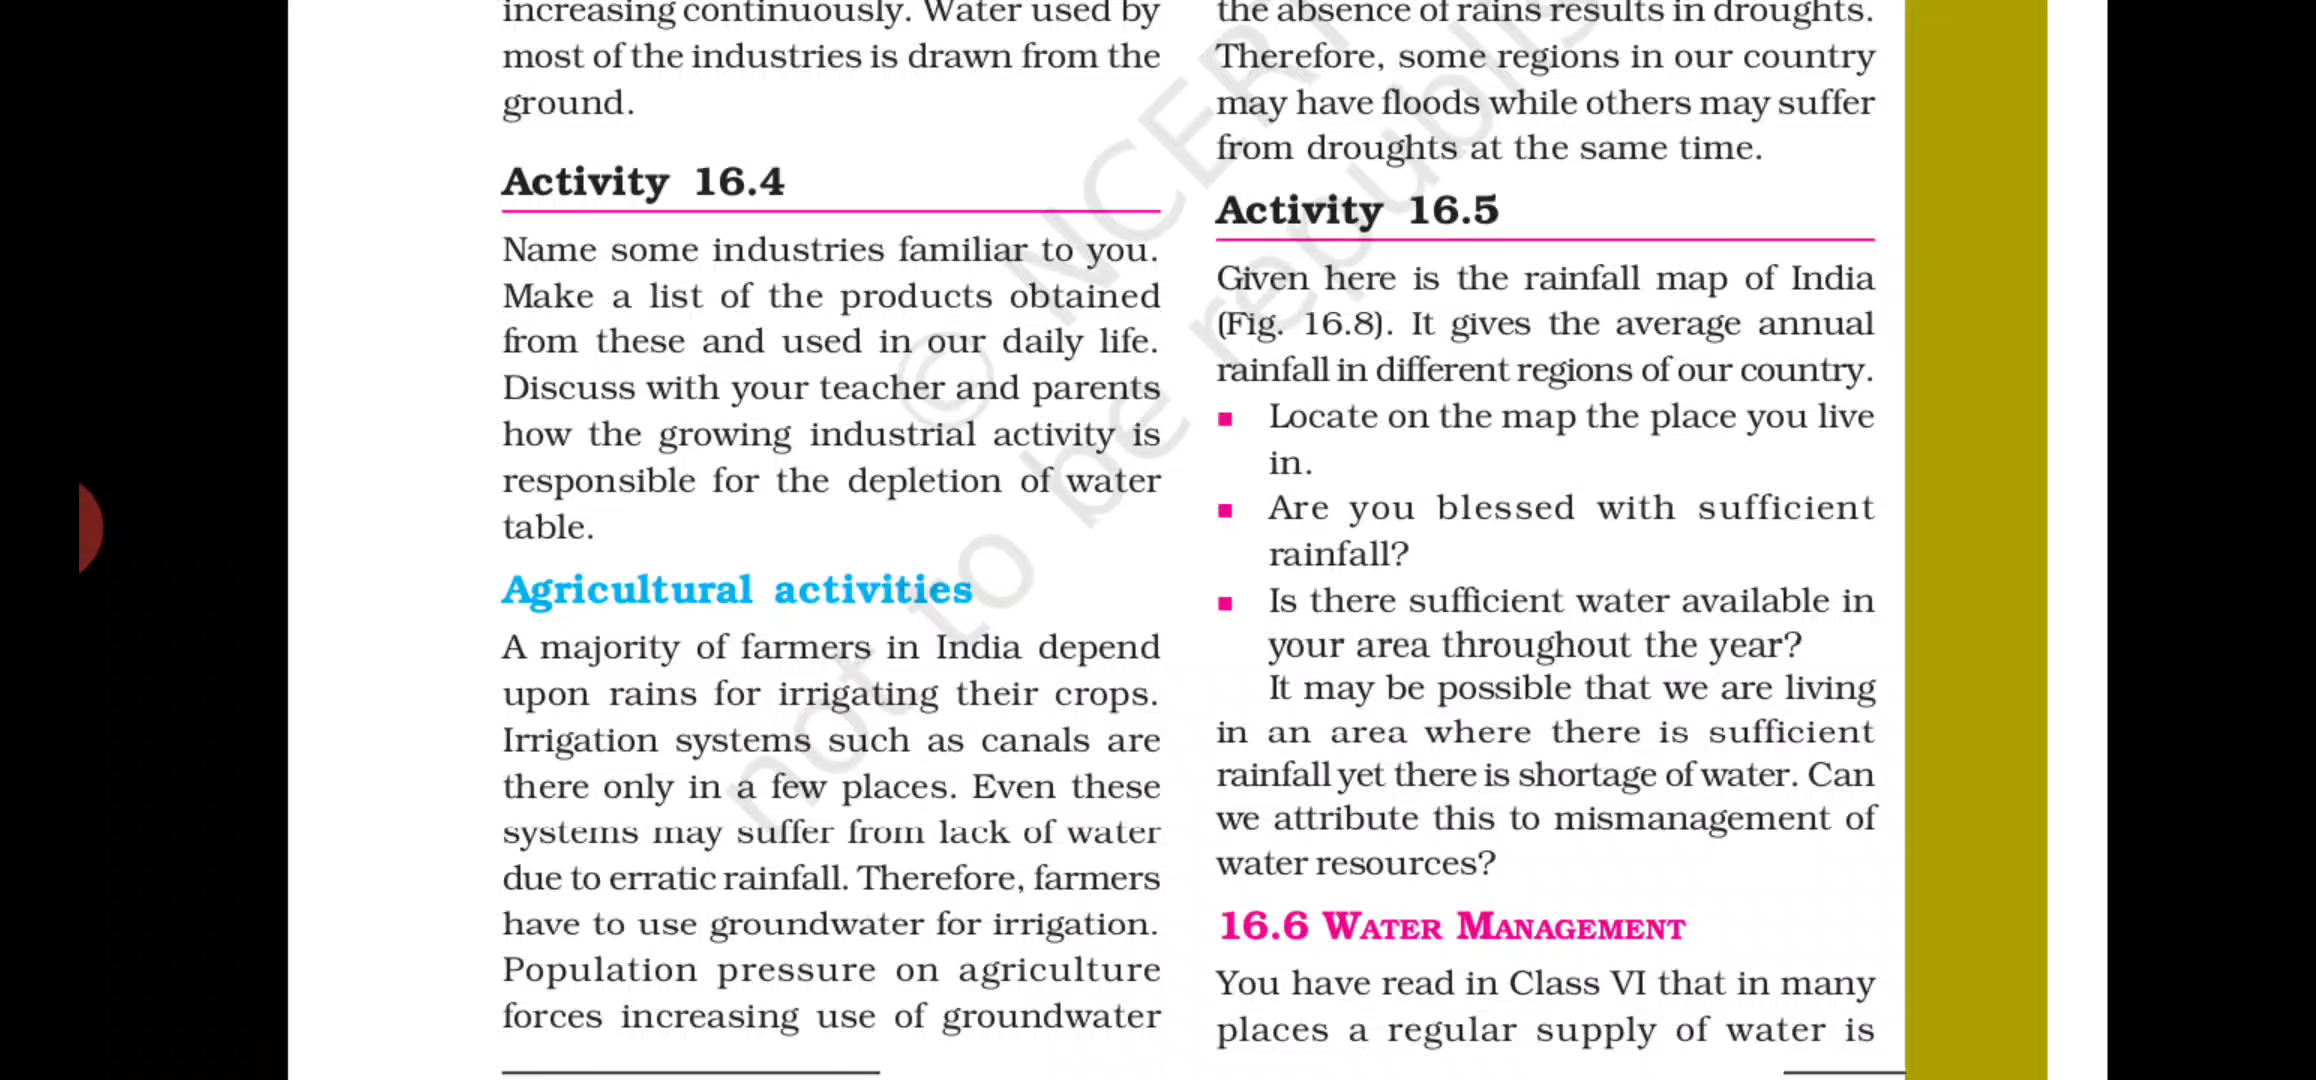 increasing continuously. Water used by
most of the industries is drawn from the
ground.
Activity 16.4
Name some industries familiar to you.
Make a list of the products obtained
from these and used in our daily life.
Discuss with your teacher and parents
how the growing industrial activity is
responsible for the depletion of water
table.
Agricultural activities
A majority of farmers in India depend
upon rains for irrigating their crops.
Irrigation systems such as canals are
there only in a few places. Even these
systems may suffer from lack of water
due to erratic rainfall. Therefore, farmers
have to use groundwater for irrigation.
Population pressure on agriculture
forces increasing use of groundwater
the absence of rains results in droughts.
Therefore, some regions in our country
may have floods while others may suffer
from droughts at the same time.
Activity 16.5
Given here is the rainfall map of India
(Fig. 16.8). It gives the average annual
rainfall in different regions of our country.
■ Locate on the map the place you live
in.
■ Are you blessed with sufficient
rainfall?
■ Is there sufficient water available in
your area throughout the year?
It may be possible that we are living
in an area where there is sufficient
rainfall yet there is shortage of water. Can
we attribute this to mismanagement of
water resources?
16.6 WATER MANAGEMENT
You have read in Class VI that in many
places a regular supply of water is
© NCERT
not to be republis